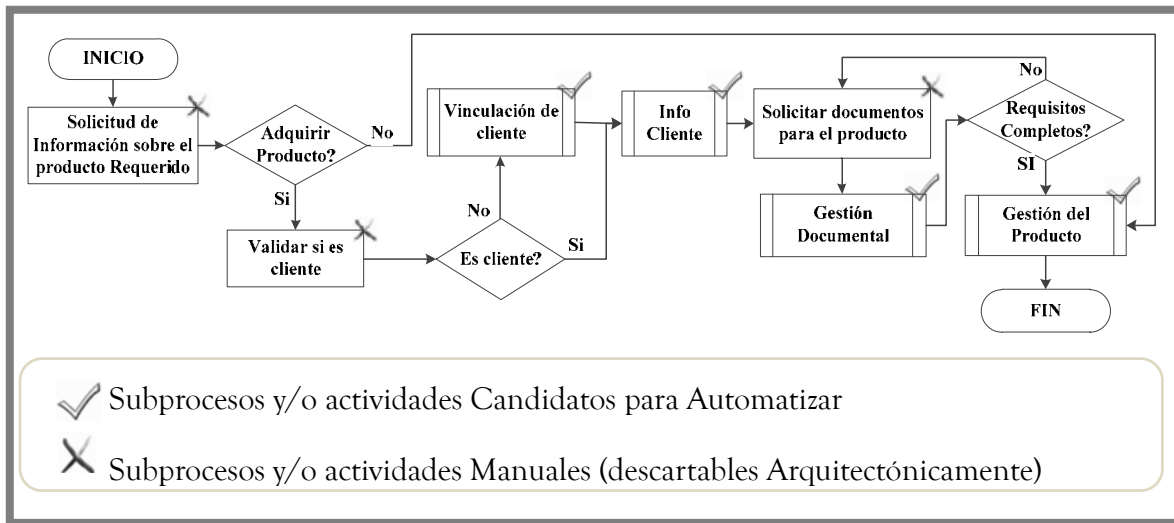 INICIO
Solicitud de
Información sobre el
producto Requerido
Adquirir
Producto?
No
Si
Validar si es
cliente
Es cliente?
No
Si
Vinculación de
cliente
Info
Cliente
Solicitar documentos
para el producto
Gestión
Documental
No
Requisitos
Completos?
SI
Gestión del
Producto
FIN
Subprocesos y/o actividades Candidatos para Automatizar
Subprocesos y/o actividades Manuales (descartables Arquitectónicamente)